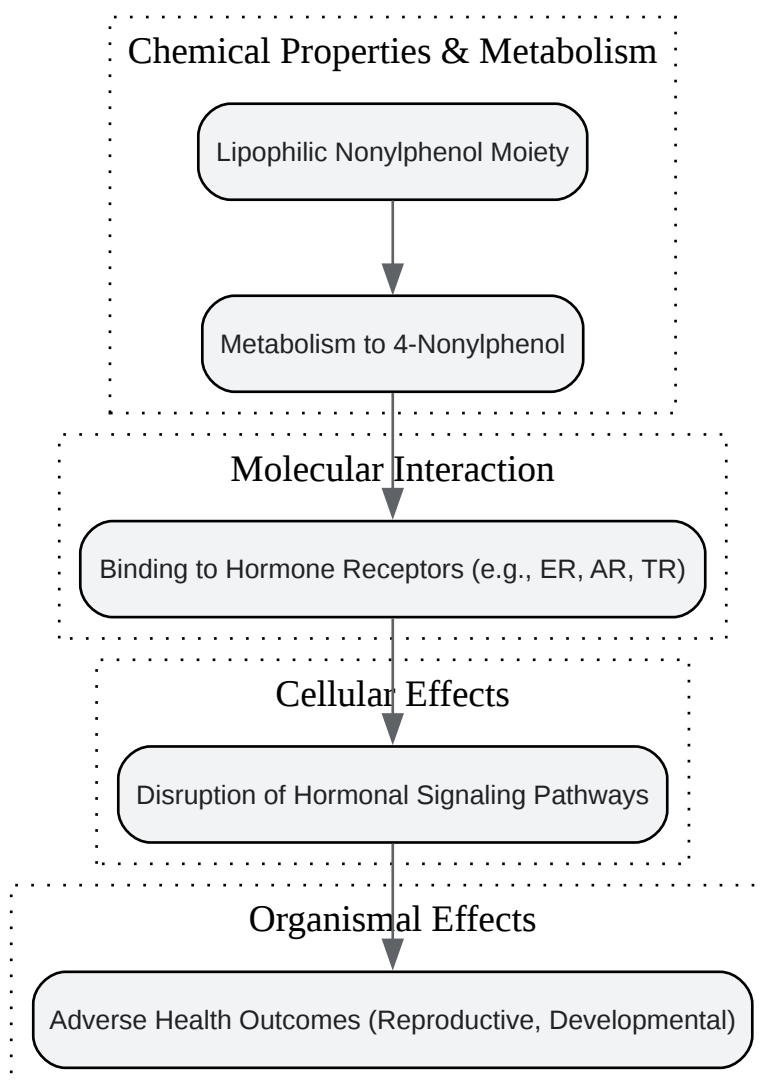 Chemical Properties & Metabolism
Lipophilic Nonylphenol Moiety
Metabolism to 4-Nonylphenol
Molecular Interaction
Binding to Hormone Receptors (e.g., ER, AR, TR)
Cellular Effects
Disruption of Hormonal Signaling Pathways
Organismal Effects
Adverse Health Outcomes (Reproductive, Developmental)